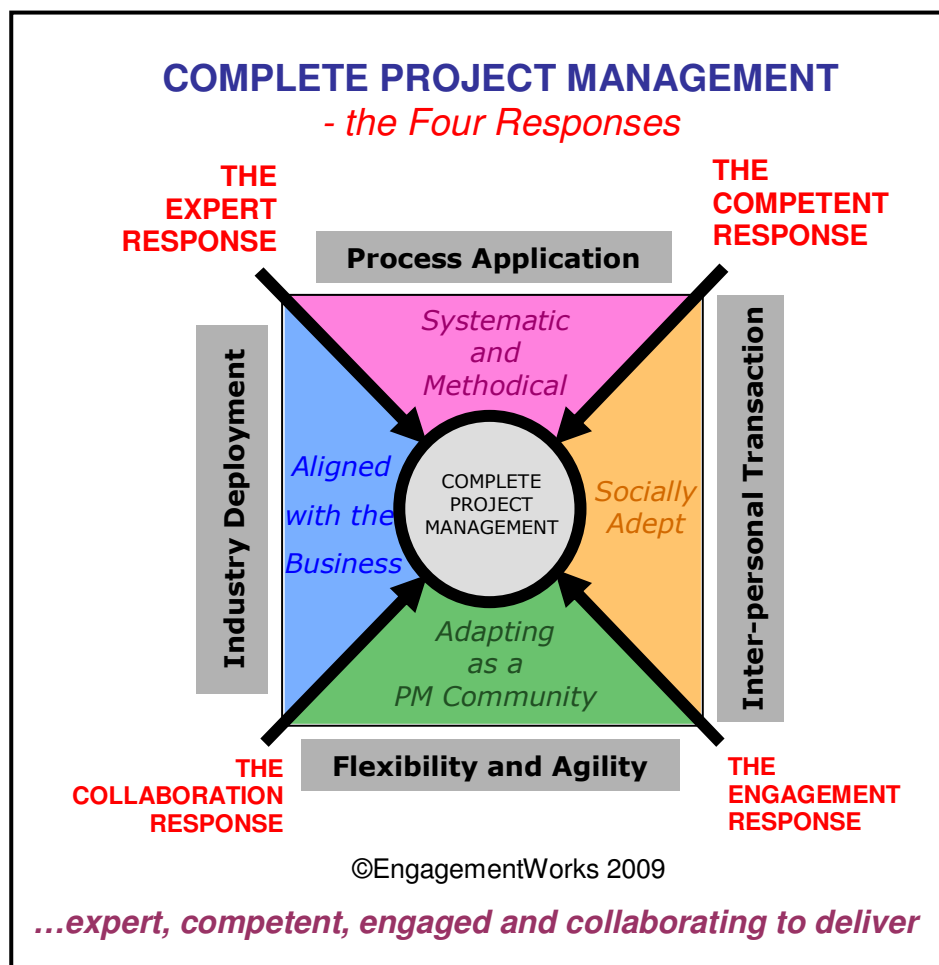 COMPLETE PROJECT MANAGEMENT
- the Four Responses
THE
EXPERT
RESPONSE
THE
COMPETENT
RESPONSE
Process Application
Systematic
and
Methodical
Industry Deployment
Aligned
with the
Business
COMPLETE
PROJECT
MANAGEMENT
Socially
Adept
Inter-personal Transaction
Adapting
as a
PM Community
Flexibility and Agility
THE
COLLABORATION
RESPONSE
THE
ENGAGEMENT
RESPONSE
©EngagementWorks 2009
...expert, competent, engaged and collaborating to deliver